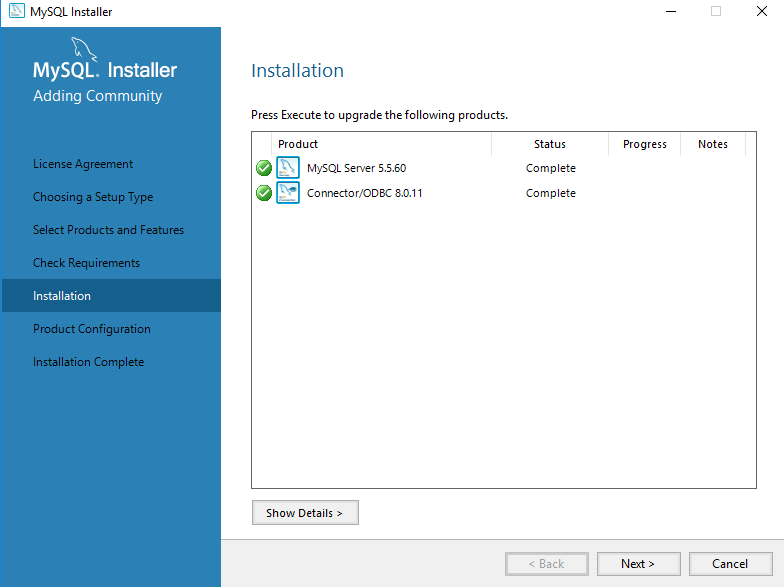 MySQL Installer
MySQL® Installer
Adding Community
License Agreement
Choosing a Setup Type
Select Products and Features
Check Requirements
Installation
Product Configuration
Installation Complete
Installation
Press Execute to upgrade the following products.
Product Status Progress Notes
MySQL Server 5.5.60 Complete
Connector/ODBC 8.0.11 Complete
Show Details >
< Back Next > Cancel